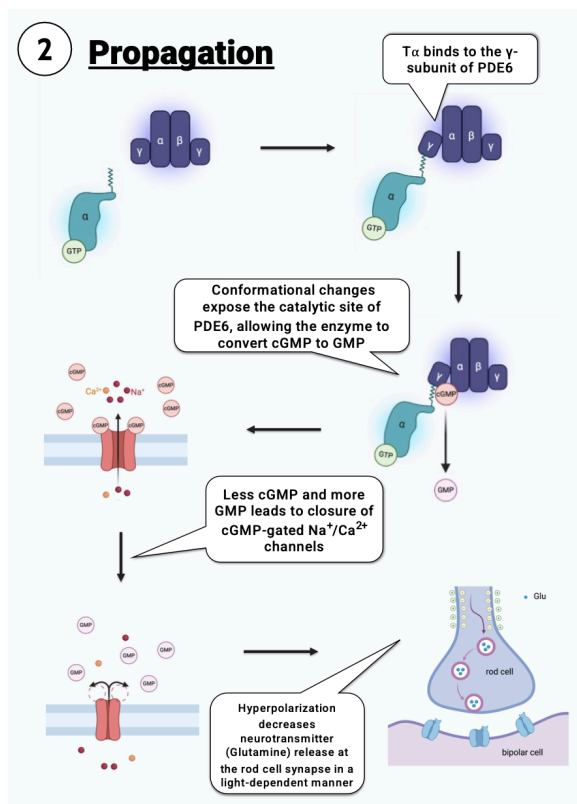 2
Propagation
Tα binds to the γ-
subunit of PDE6
γ α β γ
α
GTP
γ α β γ
α
GTP
Conformational changes
expose the catalytic site of
PDE6, allowing the enzyme to
convert cGMP to GMP
γ α β γ
cGMP
α
GTP
GMP
cGMP
Ca²⁺ Na⁺
cGMP
cGMP
cGMP
cGMP cGMP
Less cGMP and more
GMP leads to closure of
cGMP-gated Na⁺/Ca²⁺
channels
GMP
GMP
GMP
GMP
GMP
Glu
rod cell
bipolar cell
Hyperpolarization
decreases
neurotransmitter
(Glutamine) release at
the rod cell synapse in a
light-dependent manner